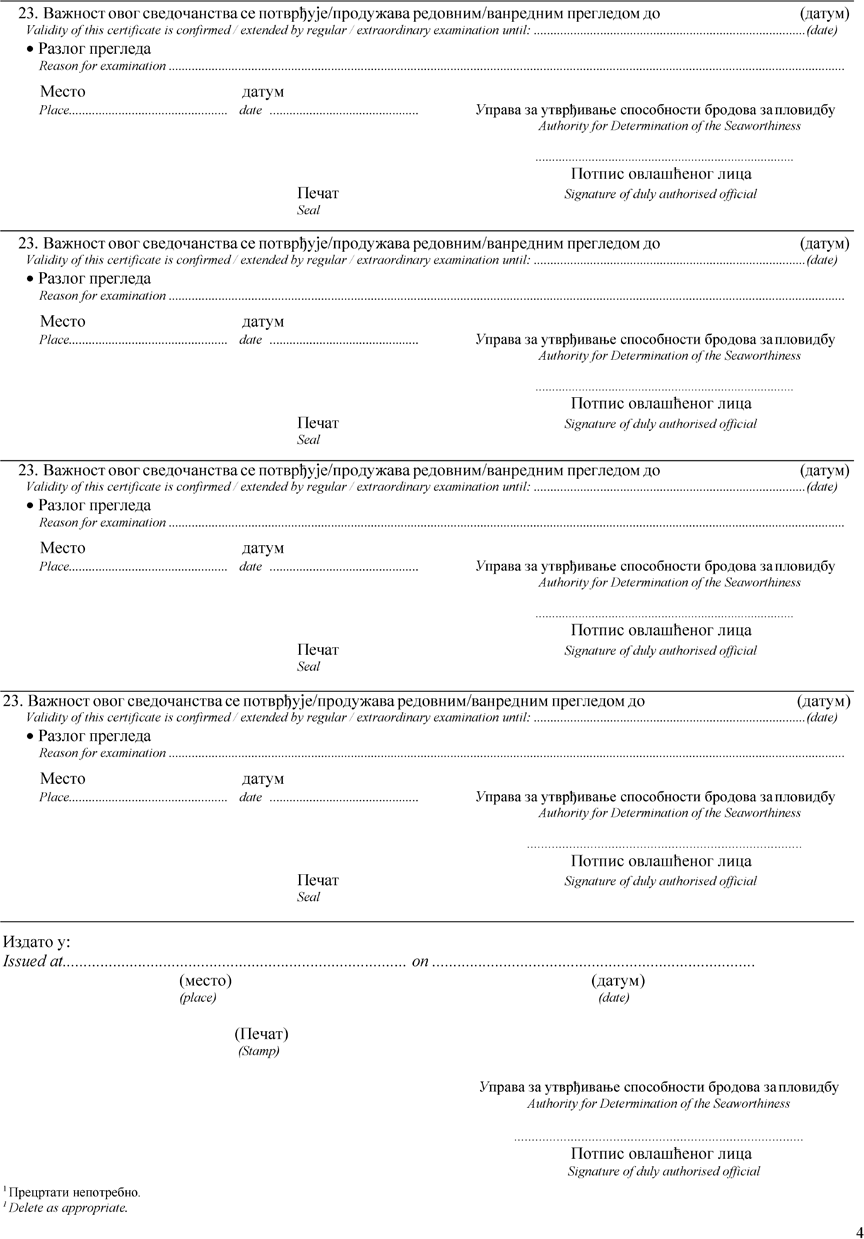 23. Важност овог сведочанства се потврђује/продужава редовним/ванредним прегледом до (датум)
Validity of this certificate is confirmed / extended by regular / extraordinary examination until: ....................(date)
• Разлог прегледа
Reason for examination ....................
Место датум
Place.................... date .................... Управа за утврђивање способности бродова за пловидбу
Authority for Determination of the Seaworthiness
....................
Потпис овлашћеног лица
Печат Signature of duly authorised official
Seal
23. Важност овог сведочанства се потврђује/продужава редовним/ванредним прегледом до (датум)
Validity of this certificate is confirmed / extended by regular / extraordinary examination until: ....................(date)
• Разлог прегледа
Reason for examination ....................
Место датум
Place.................... date .................... Управа за утврђивање способности бродова за пловидбу
Authority for Determination of the Seaworthiness
....................
Потпис овлашћеног лица
Печат Signature of duly authorised official
Seal
23. Важност овог сведочанства се потврђује/продужава редовним/ванредним прегледом до (датум)
Validity of this certificate is confirmed / extended by regular / extraordinary examination until: ....................(date)
• Разлог прегледа
Reason for examination ....................
Место датум
Place.................... date .................... Управа за утврђивање способности бродова за пловидбу
Authority for Determination of the Seaworthiness
....................
Потпис овлашћеног лица
Печат Signature of duly authorised official
Seal
23. Важност овог сведочанства се потврђује/продужава редовним/ванредним прегледом до (датум)
Validity of this certificate is confirmed / extended by regular / extraordinary examination until: ....................(date)
• Разлог прегледа
Reason for examination ....................
Место датум
Place.................... date .................... Управа за утврђивање способности бродова за пловидбу
Authority for Determination of the Seaworthiness
....................
Потпис овлашћеног лица
Печат Signature of duly authorised official
Seal
Издато у:
Issued at.................... on ....................
(место) (датум)
(place) (date)
(Печат)
(Stamp)
Управа за утврђивање способности бродова за пловидбу
Authority for Determination of the Seaworthiness
....................
Потпис овлашћеног лица
Signature of duly authorised official
¹ Прецртати непотребно.
¹ Delete as appropriate.
4